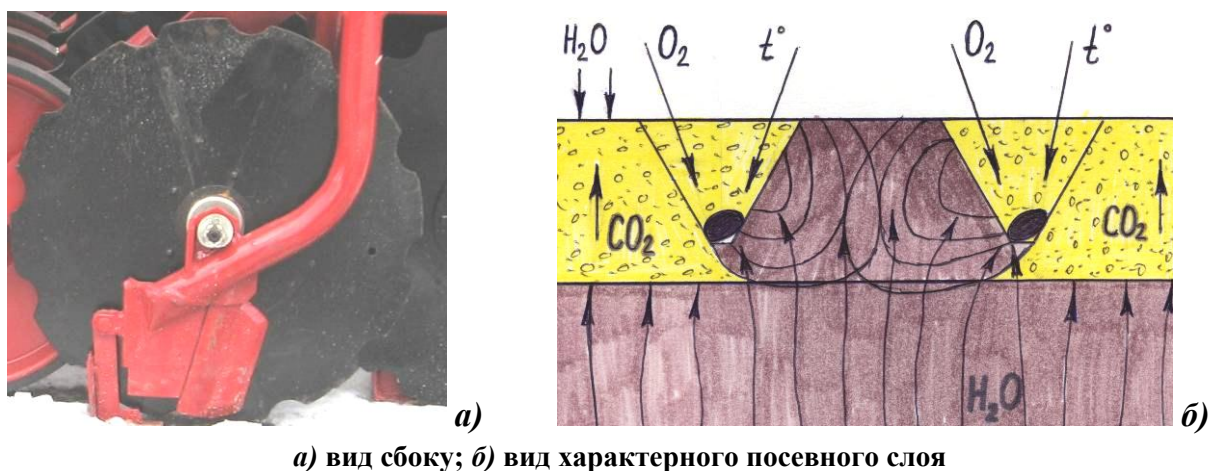 H₂O O₂ t° O₂ t°
CO₂ CO₂
H₂O
а) б)
а) вид сбоку; б) вид характерного посевного слоя